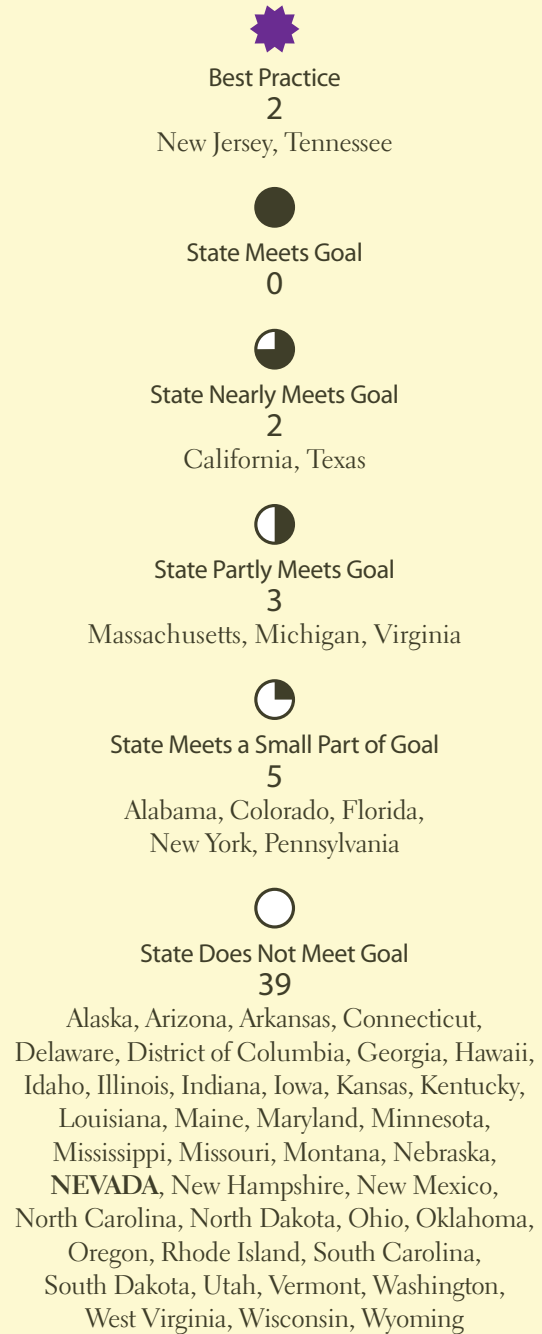 Best Practice
2
New Jersey, Tennessee
State Meets Goal
0
State Nearly Meets Goal
2
California, Texas
State Partly Meets Goal
3
Massachusetts, Michigan, Virginia
State Meets a Small Part of Goal
5
Alabama, Colorado, Florida,
New York, Pennsylvania
State Does Not Meet Goal
39
Alaska, Arizona, Arkansas, Connecticut,
Delaware, District of Columbia, Georgia, Hawaii,
Idaho, Illinois, Indiana, Iowa, Kansas, Kentucky,
Louisiana, Maine, Maryland, Minnesota,
Mississippi, Missouri, Montana, Nebraska,
NEVADA, New Hampshire, New Mexico,
North Carolina, North Dakota, Ohio, Oklahoma,
Oregon, Rhode Island, South Carolina,
South Dakota, Utah, Vermont, Washington,
West Virginia, Wisconsin, Wyoming